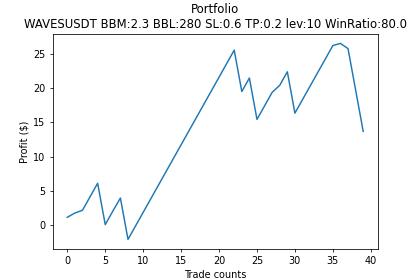 Portfolio
WAVESUSDT BBM:2.3 BBL:280 SL:0.6 TP:0.2 lev:10 WinRatio:80.0
25
20
15
10
5
0
Profit ($)
0 5 10 15 20 25 30 35 40
Trade counts